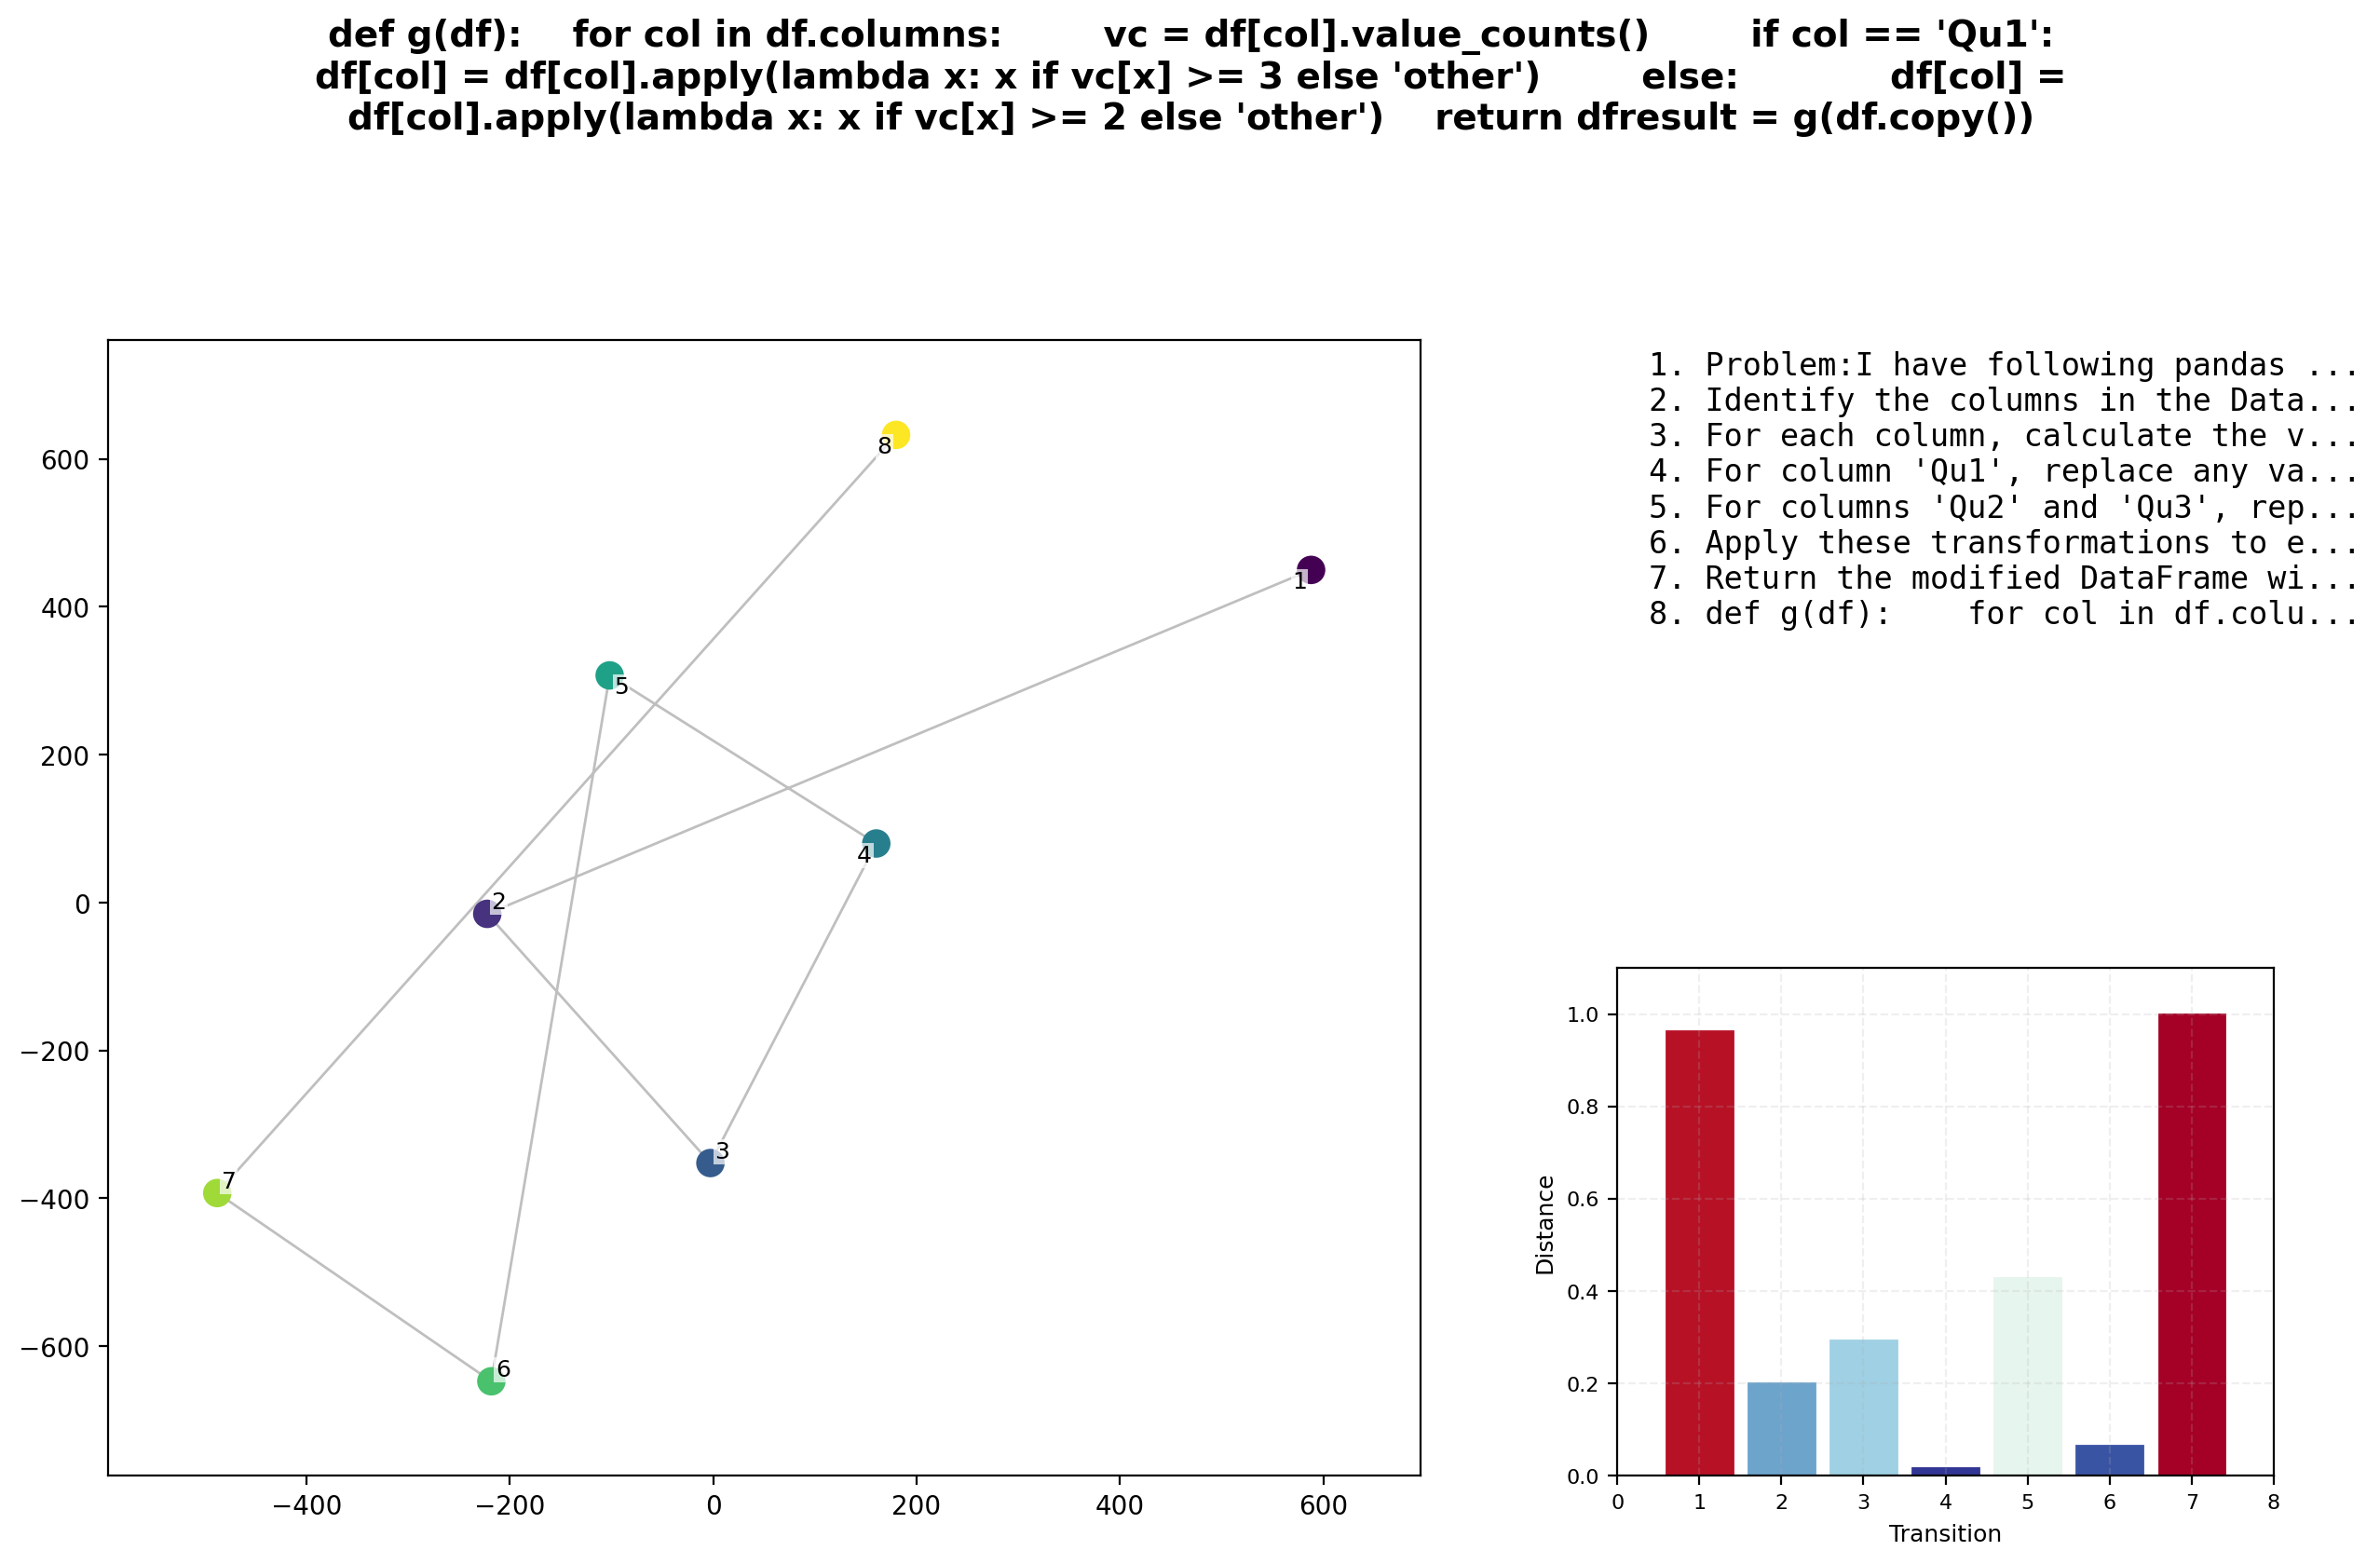 def g(df):    for col in df.columns:        vc = df[col].value_counts()        if col == 'Qu1':
df[col] = df[col].apply(lambda x: x if vc[x] >= 3 else 'other')        else:            df[col] =
df[col].apply(lambda x: x if vc[x] >= 2 else 'other')    return dfresult = g(df.copy())
1. Problem:I have following pandas ...
2. Identify the columns in the Data...
3. For each column, calculate the v...
4. For column 'Qu1', replace any va...
5. For columns 'Qu2' and 'Qu3', rep...
6. Apply these transformations to e...
7. Return the modified DataFrame wi...
8. def g(df):    for col in df.colu...
600
400
200
0
−200
−400
−600
−400
−200
0
200
400
600
8
1
5
4
2
3
7
6
1.0
0.8
0.6
0.4
0.2
0.0
Distance
0
1
2
3
4
5
6
7
8
Transition